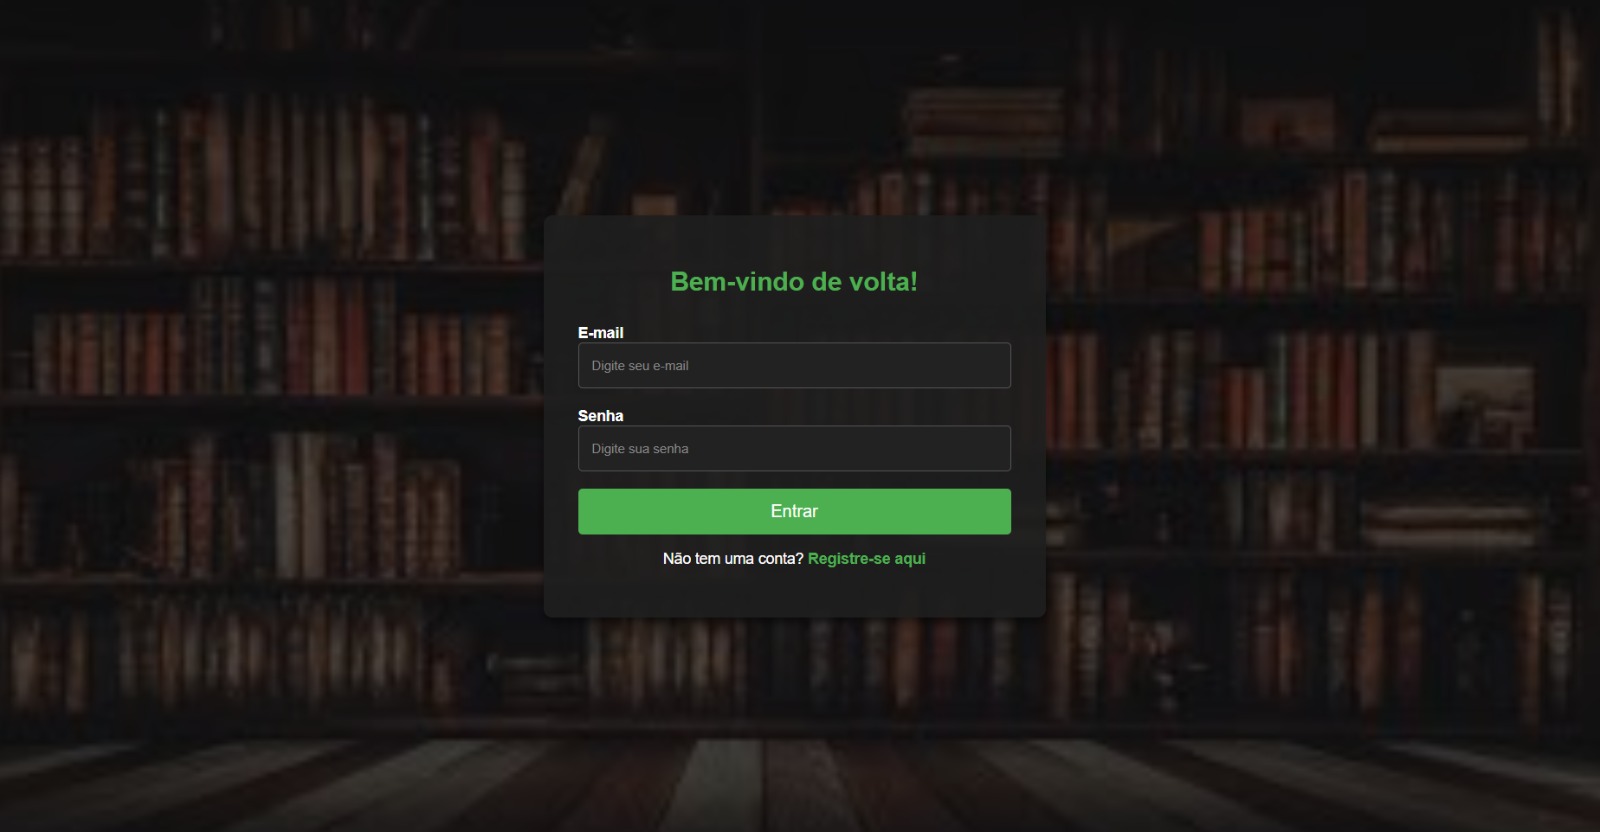 Bem-vindo de volta!
E-mail
Digite seu e-mail
Senha
Digite sua senha
Entrar
Não tem uma conta? Registre-se aqui